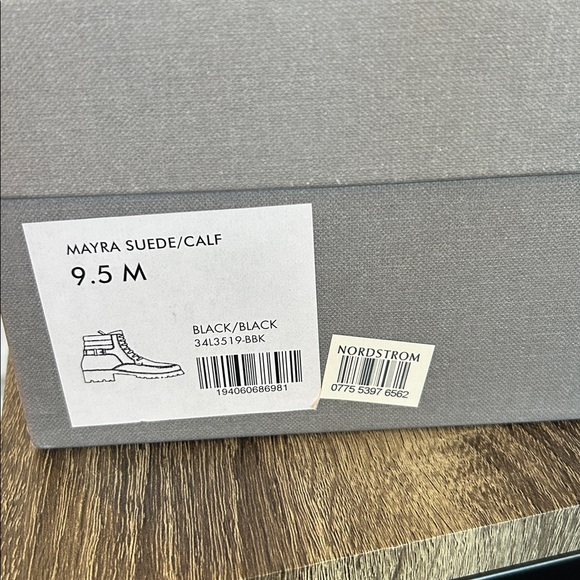 MAYRA SUEDE/CALF
9.5 M
BLACK/BLACK
34L3519-BBK
194060686981
NORDSTROM
0775 5397 6562